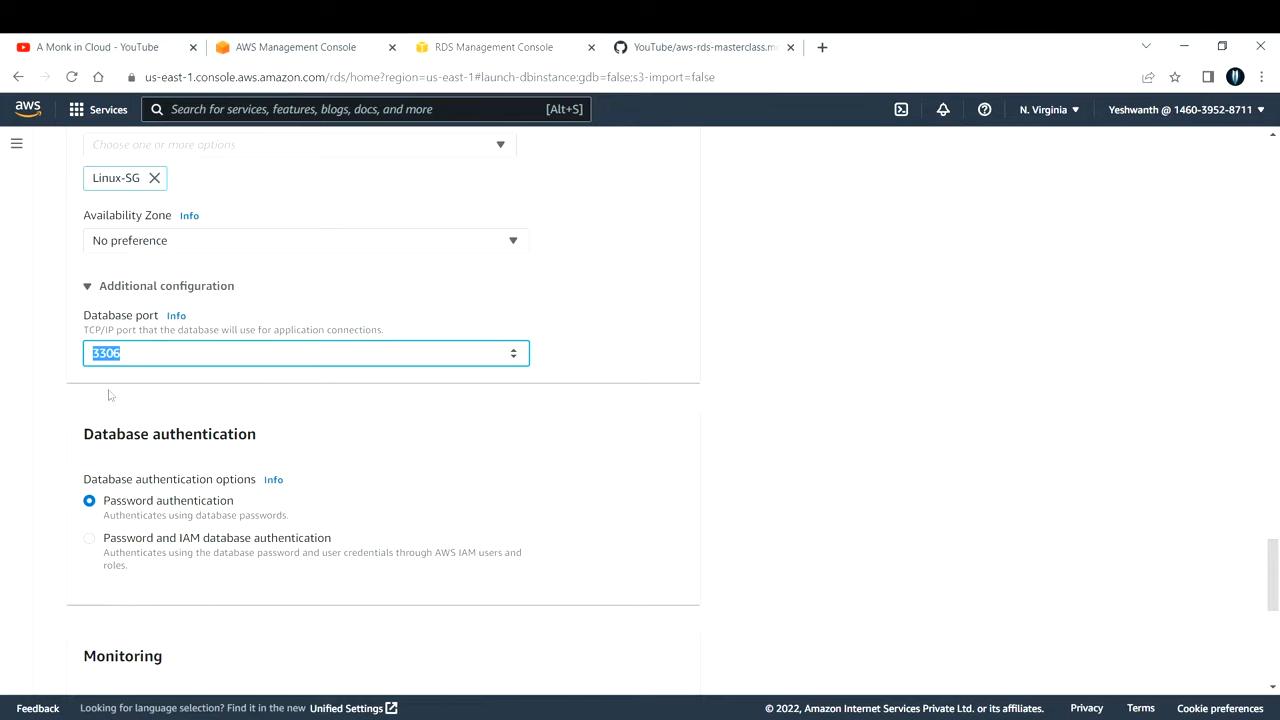 A Monk in Cloud - YouTube
AWS Management Console
RDS Management Console
YouTube/aws-rds-masterclass.m
us-east-1.console.aws.amazon.com/rds/home?region=us-east-1#launch-dbinstance:gdb=false;s3-import=false
aws
Services
Search for services, features, blogs, docs, and more
[Alt+S]
N. Virginia
Yeshwanth @ 1460-3952-8711
Choose one or more options
Linux-SG
Availability Zone Info
No preference
Additional configuration
Database port Info
TCP/IP port that the database will use for application connections.
3306
Database authentication
Database authentication options Info
Password authentication
Authenticates using database passwords.
Password and IAM database authentication
Authenticates using the database password and user credentials through AWS IAM users and
roles.
Monitoring
Feedback
Looking for language selection? Find it in the new Unified Settings
© 2022, Amazon Internet Services Private Ltd. or its affiliates.
Privacy
Terms
Cookie preferences